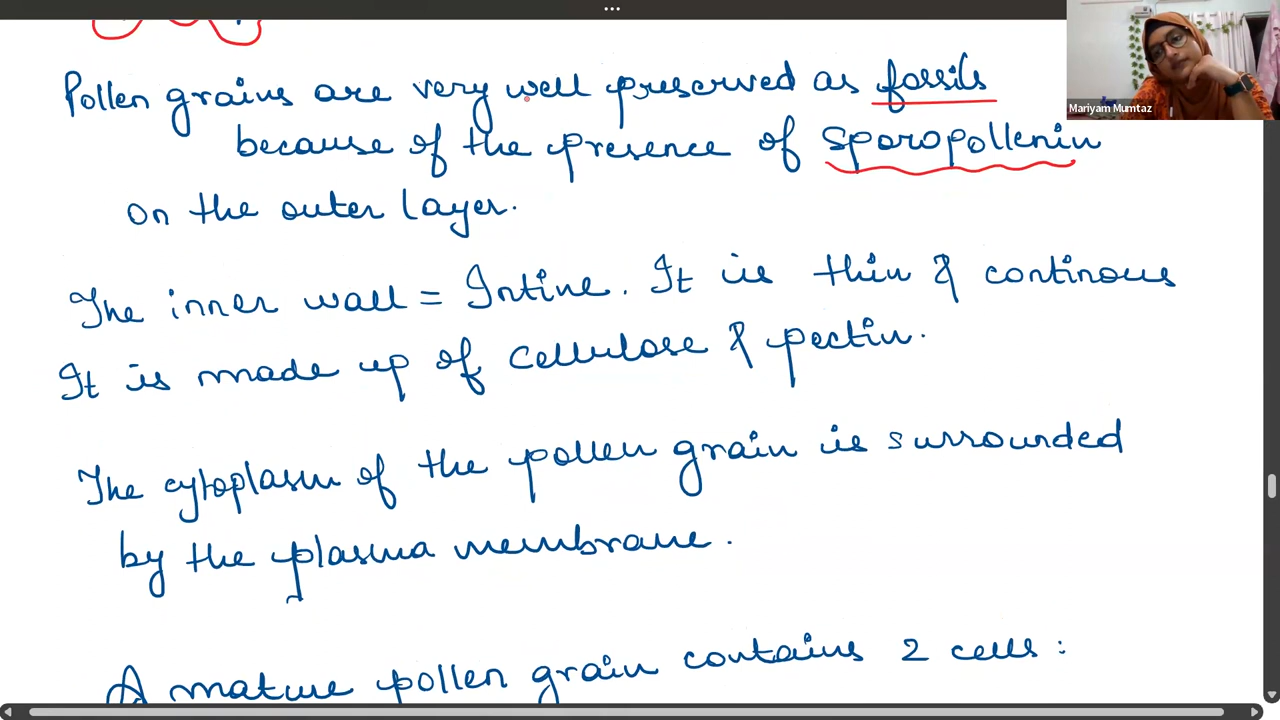 Pollen grains are very well preserved as fossils
because of the presence of sporopollenin
on the outer layer.
The inner wall = Intine. It is thin & continous
It is made up of cellulose & pectin.
The cytoplasm of the pollen grain is surrounded
by the plasma membrane.
A mature pollen grain contains 2 cells :
Mariyam Mumtaz